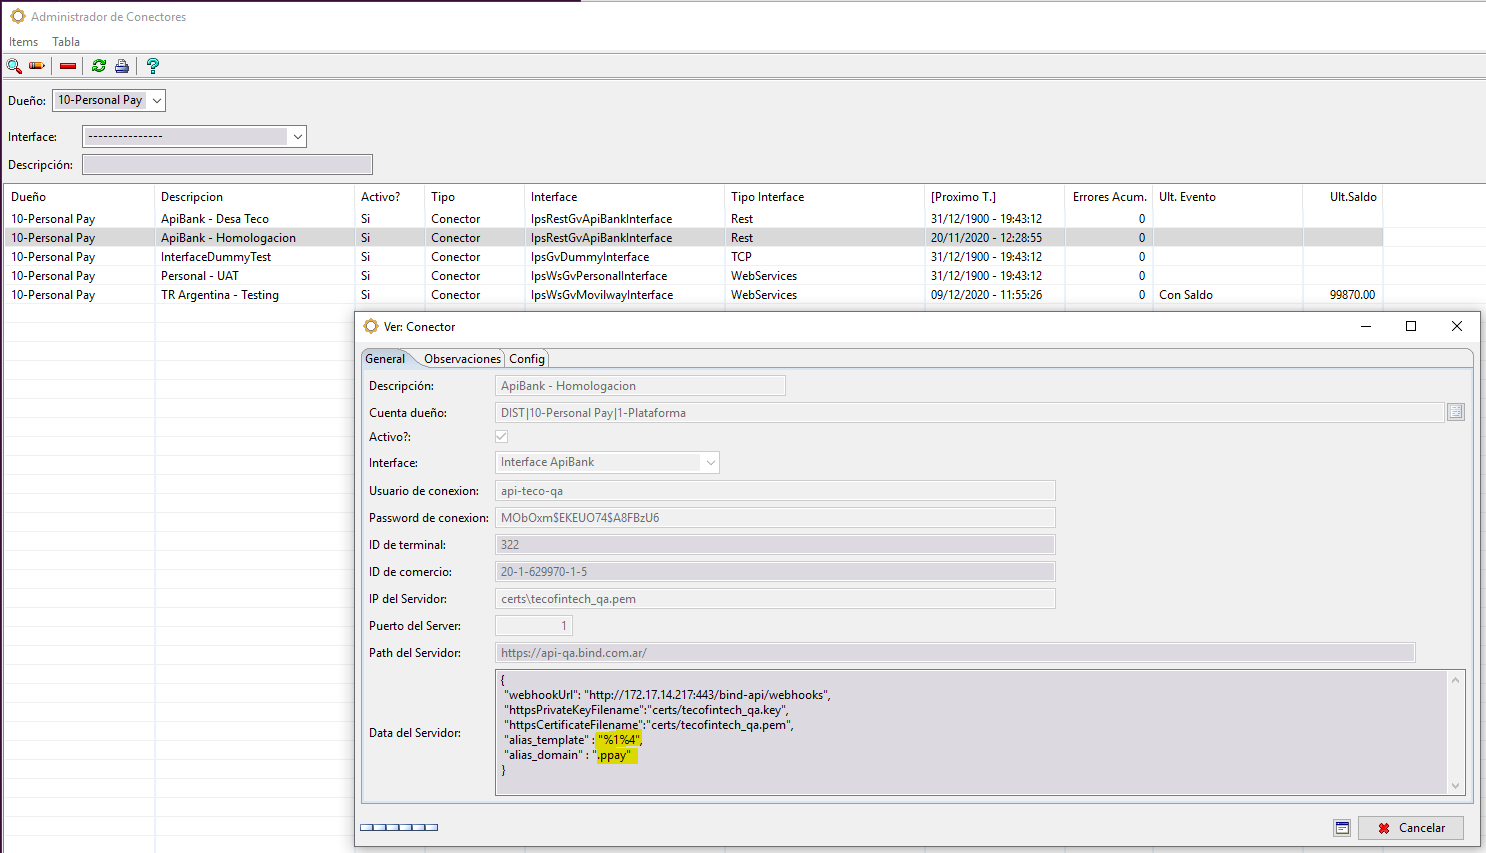 Administrador de Conectores
Items Tabla
Dueño: 10-Personal Pay
Interface: ---------------
Descripción:
Dueño Descripcion Activo? Tipo Interface Tipo Interface [Proximo T.] Errores Acum. Ult. Evento Ult.Saldo
10-Personal Pay ApiBank - Desa Teco Si Conector IpsRestGvApiBankInterface Rest 31/12/1900 - 19:43:12 0
10-Personal Pay ApiBank - Homologacion Si Conector IpsRestGvApiBankInterface Rest 20/11/2020 - 12:28:55 0
10-Personal Pay InterfaceDummyTest Si Conector IpsGvDummyInterface TCP 31/12/1900 - 19:43:12 0
10-Personal Pay Personal - UAT Si Conector IpsWsGvPersonalInterface WebServices 31/12/1900 - 19:43:12 0
10-Personal Pay TR Argentina - Testing Si Conector IpsWsGvMovilwayInterface WebServices 09/12/2020 - 11:55:26 0 Con Saldo 99870.00
Ver: Conector
General Observaciones Config
Descripción: ApiBank - Homologacion
Cuenta dueño: DIST|10-Personal Pay|1-Plataforma
Activo?:
Interface: Interface ApiBank
Usuario de conexion: api-teco-qa
Password de conexion: MObOxm$EKEUO74$A8FBzU6
ID de terminal: 322
ID de comercio: 20-1-629970-1-5
IP del Servidor: certs\tecofintech_qa.pem
Puerto del Server: 1
Path del Servidor: https://api-qa.bind.com.ar/
Data del Servidor:
{
"webhookUrl": "http://172.17.14.217:443/bind-api/webhooks",
"httpsPrivateKeyFilename":"certs/tecofintech_qa.key",
"httpsCertificateFilename":"certs/tecofintech_qa.pem",
"alias_template" : "%1%4",
"alias_domain" : ".ppay"
}
Cancelar